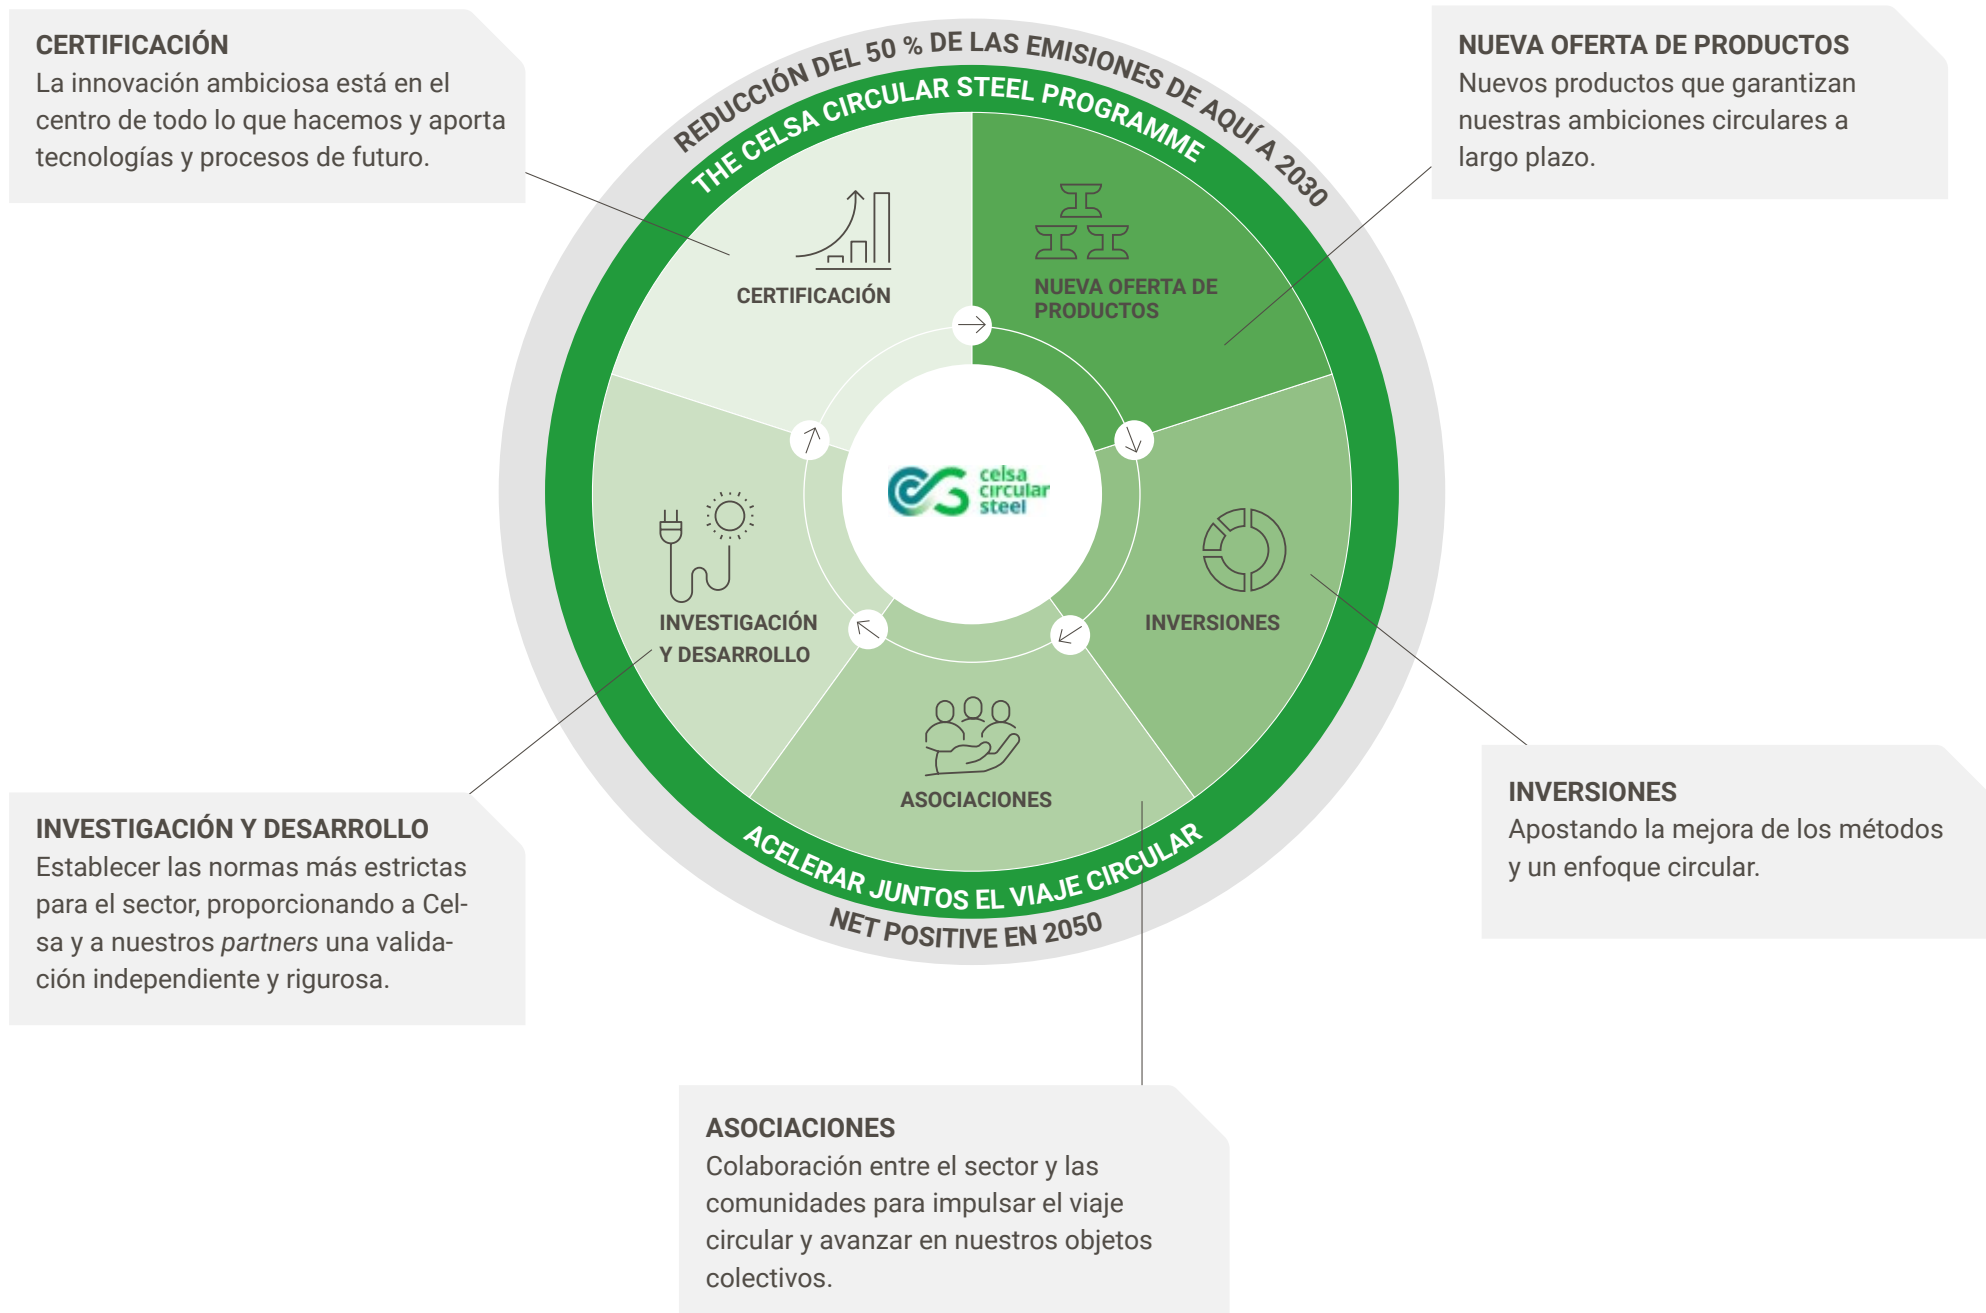 CERTIFICACIÓN
La innovación ambiciosa está en el
centro de todo lo que hacemos y aporta
tecnologías y procesos de futuro.
NUEVA OFERTA DE PRODUCTOS
Nuevos productos que garantizan
nuestras ambiciones circulares a
largo plazo.
REDUCCIÓN DEL 50 % DE LAS EMISIONES DE AQUÍ A 2030
THE CELSA CIRCULAR STEEL PROGRAMME
CERTIFICACIÓN
NUEVA OFERTA DE
PRODUCTOS
celsa
circular
steel
INVESTIGACIÓN
Y DESARROLLO
INVERSIONES
ASOCIACIONES
ACELERAR JUNTOS EL VIAJE CIRCULAR
NET POSITIVE EN 2050
INVERSIONES
Apostando la mejora de los métodos
y un enfoque circular.
INVESTIGACIÓN Y DESARROLLO
Establecer las normas más estrictas
para el sector, proporcionando a Cel-
sa y a nuestros partners una valida-
ción independiente y rigurosa.
ASOCIACIONES
Colaboración entre el sector y las
comunidades para impulsar el viaje
circular y avanzar en nuestros objetos
colectivos.